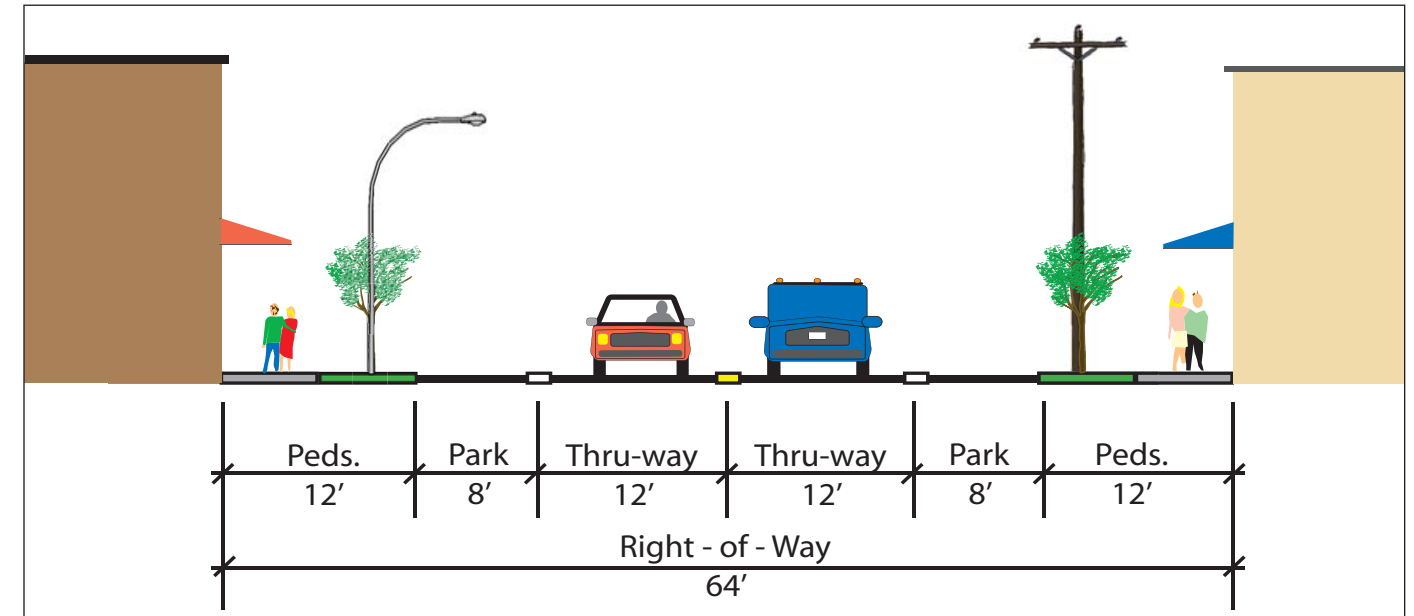 Peds. Park Thru-way Thru-way Park Peds.
12’ 8’ 12’ 12’ 8’ 12’
Right - of - Way
64’